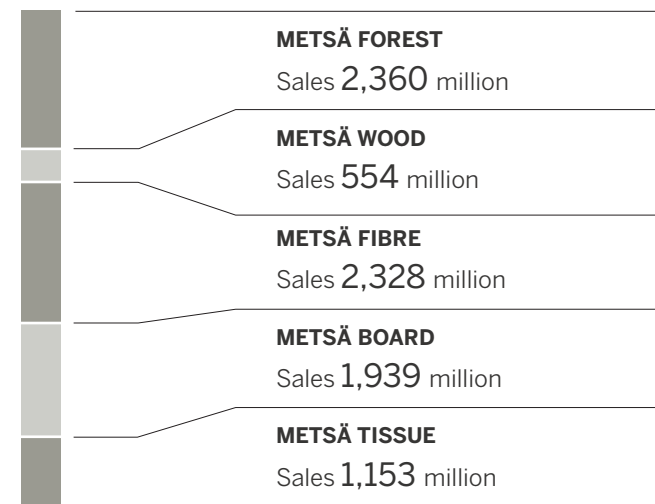 METSÄ FOREST
Sales 2,360 million
METSÄ WOOD
Sales 554 million
METSÄ FIBRE
Sales 2,328 million
METSÄ BOARD
Sales 1,939 million
METSÄ TISSUE
Sales 1,153 million